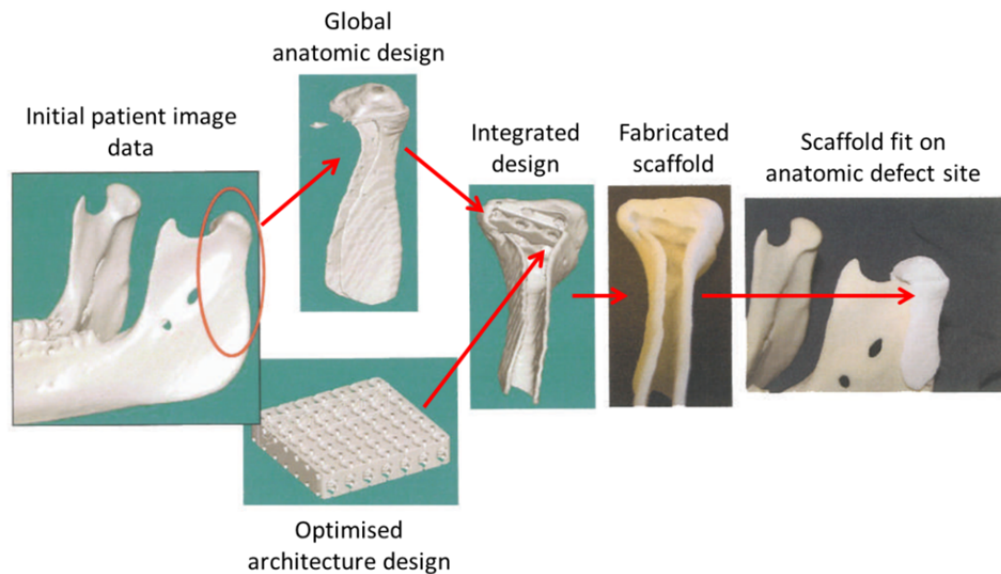 Global
anatomic design
Initial patient image
data
Integrated
design
Fabricated
scaffold
Scaffold fit on
anatomic defect site
Optimised
architecture design